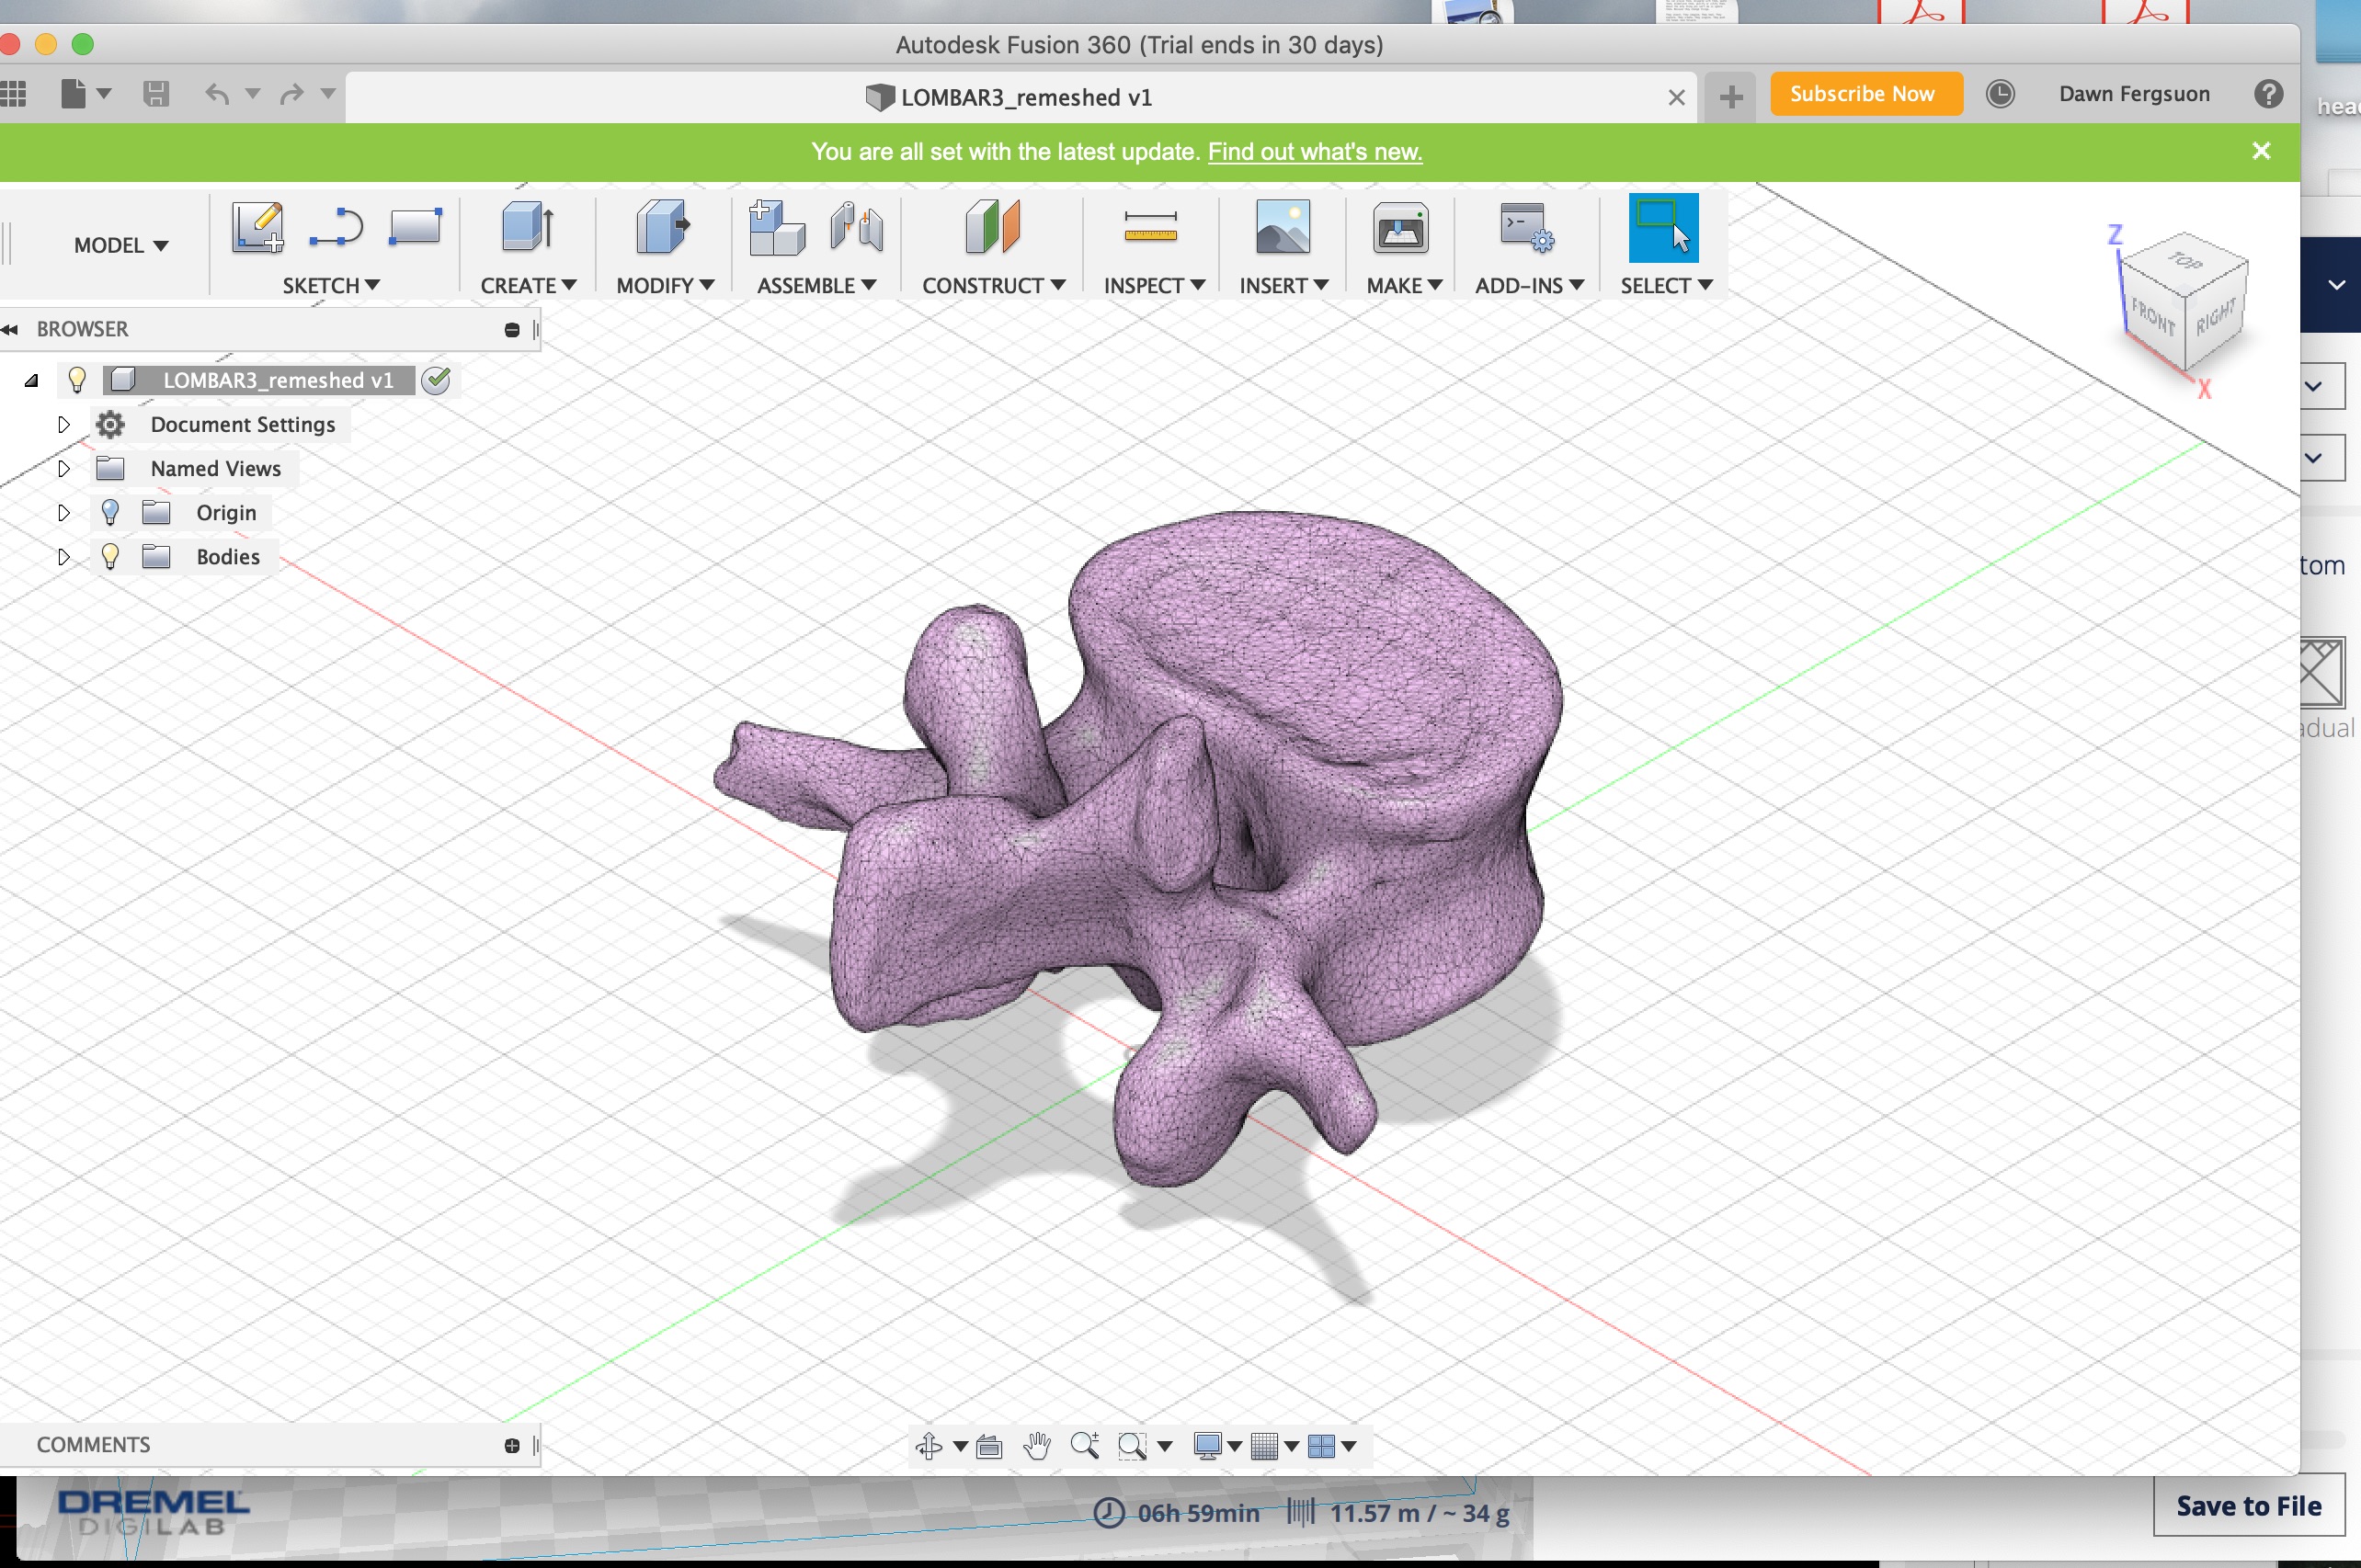 Autodesk Fusion 360 (Trial ends in 30 days)
LOMBAR3_remeshed v1
Subscribe Now
Dawn Fergsuon
You are all set with the latest update. Find out what's new.
MODEL
SKETCH
CREATE
MODIFY
ASSEMBLE
CONSTRUCT
INSPECT
INSERT
MAKE
ADD-INS
SELECT
TOP
FRONT
RIGHT
Z
X
BROWSER
LOMBAR3_remeshed v1
Document Settings
Named Views
Origin
Bodies
COMMENTS
DREMEL
DIGILAB
06h 59min
11.57 m / ~ 34 g
Save to File